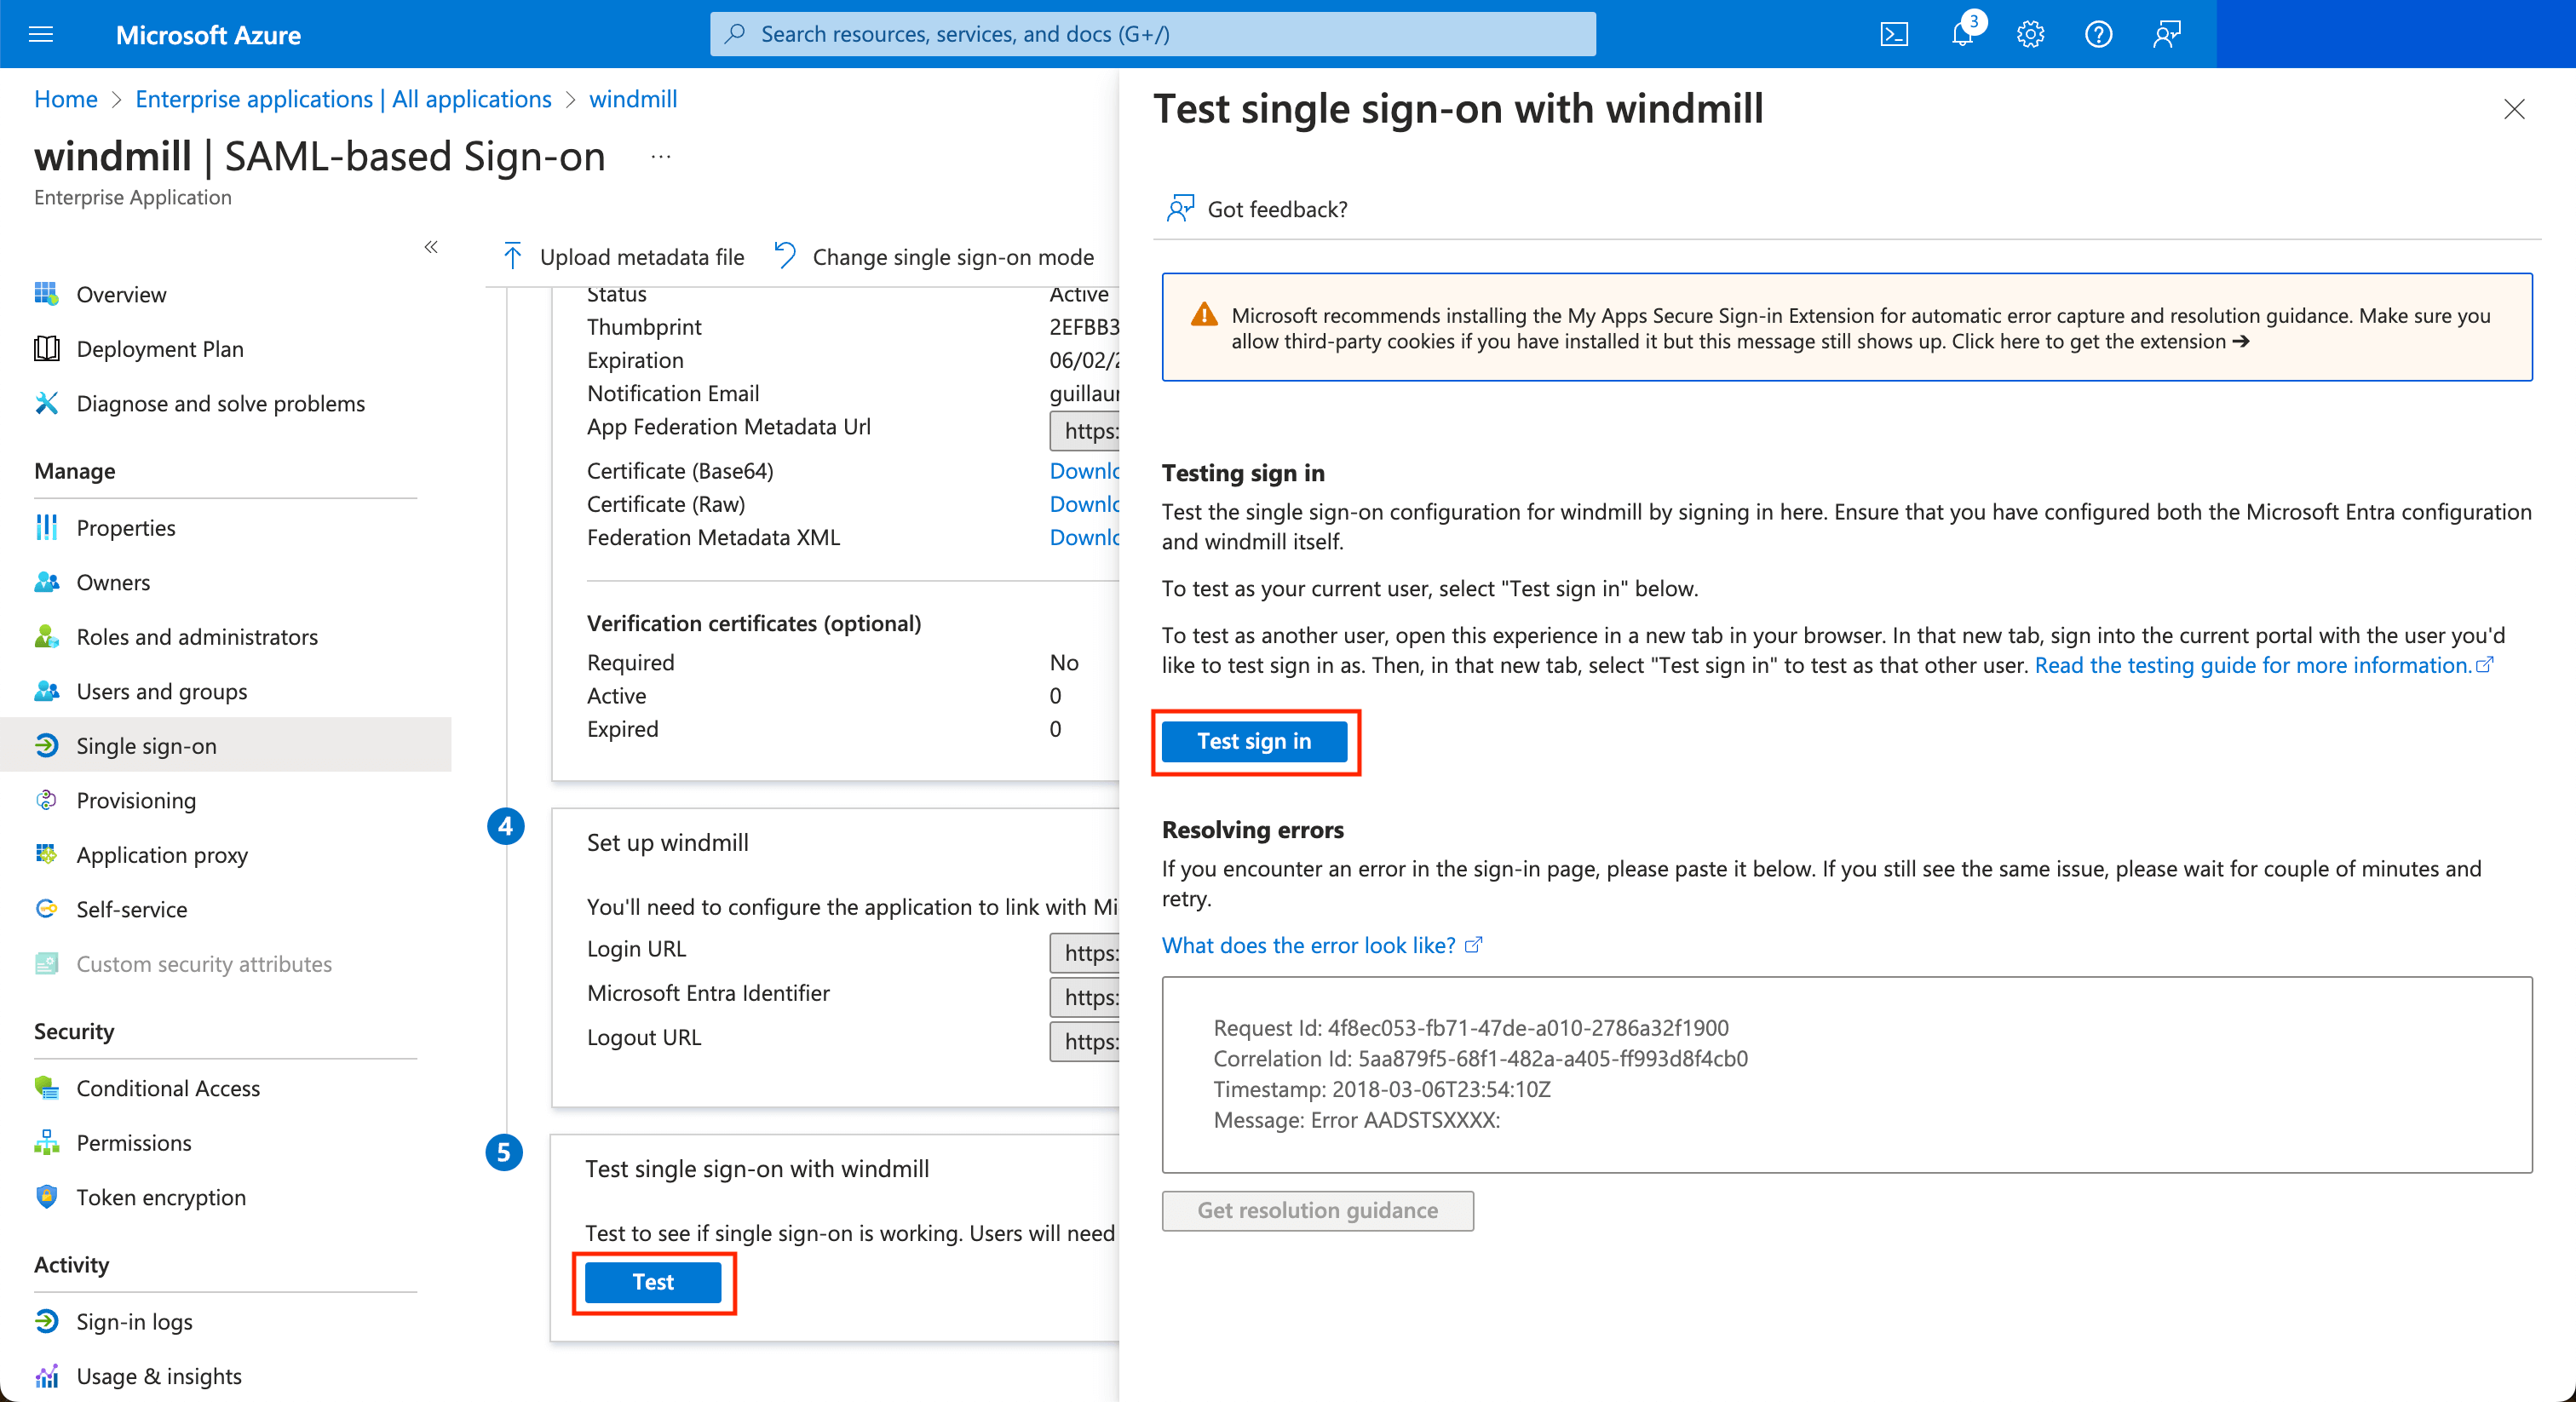 Microsoft Azure
Search resources, services, and docs (G+/)
3
Home > Enterprise applications | All applications > windmill
windmill | SAML-based Sign-on ...
Enterprise Application
«
Overview
Deployment Plan
Diagnose and solve problems
Manage
Properties
Owners
Roles and administrators
Users and groups
Single sign-on
Provisioning
Application proxy
Self-service
Custom security attributes
Security
Conditional Access
Permissions
Token encryption
Activity
Sign-in logs
Usage & insights
Upload metadata file
Change single sign-on mode
Status Active
Thumbprint 2EFBB3
Expiration 06/02/2
Notification Email guillaur
App Federation Metadata Url https:
Certificate (Base64) Downlo
Certificate (Raw) Downlo
Federation Metadata XML Downlo
Verification certificates (optional)
Required No
Active 0
Expired 0
4
Set up windmill
You'll need to configure the application to link with Mi
Login URL https:
Microsoft Entra Identifier https:
Logout URL https:
5
Test single sign-on with windmill
Test to see if single sign-on is working. Users will need
Test
Test single sign-on with windmill
Got feedback?
Microsoft recommends installing the My Apps Secure Sign-in Extension for automatic error capture and resolution guidance. Make sure you
allow third-party cookies if you have installed it but this message still shows up. Click here to get the extension →
Testing sign in
Test the single sign-on configuration for windmill by signing in here. Ensure that you have configured both the Microsoft Entra configuration
and windmill itself.
To test as your current user, select "Test sign in" below.
To test as another user, open this experience in a new tab in your browser. In that new tab, sign into the current portal with the user you'd
like to test sign in as. Then, in that new tab, select "Test sign in" to test as that other user. Read the testing guide for more information.
Test sign in
Resolving errors
If you encounter an error in the sign-in page, please paste it below. If you still see the same issue, please wait for couple of minutes and
retry.
What does the error look like?
Request Id: 4f8ec053-fb71-47de-a010-2786a32f1900
Correlation Id: 5aa879f5-68f1-482a-a405-ff993d8f4cb0
Timestamp: 2018-03-06T23:54:10Z
Message: Error AADSTSXXXX:
Get resolution guidance